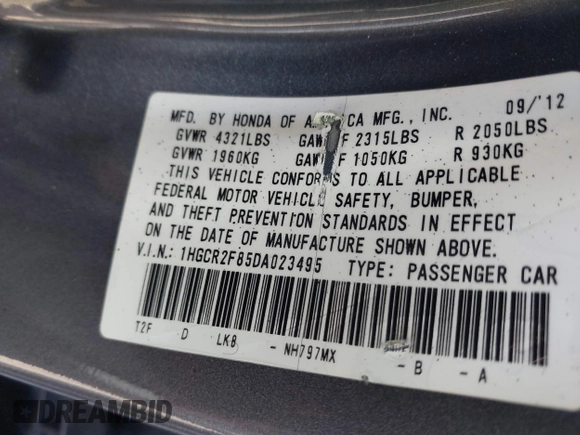 MFD. BY HONDA OF A CA MFG., INC. 09/'12
GVWR 4321LBS GAW F 2315LBS R 2050LBS
GVWR 1960KG GAW F 1050KG R 930KG
THIS VEHICLE CONFORMS TO ALL APPLICABLE
FEDERAL MOTOR VEHICLE SAFETY, BUMPER,
AND THEFT PREVENTION STANDARDS IN EFFECT
ON THE DATE OF MANUFACTURE SHOWN ABOVE.
V.I.N.: 1HGCR2F85DA023495 TYPE: PASSENGER CAR
T2F D LK8 - NH797MX - B - A
DREAMBID